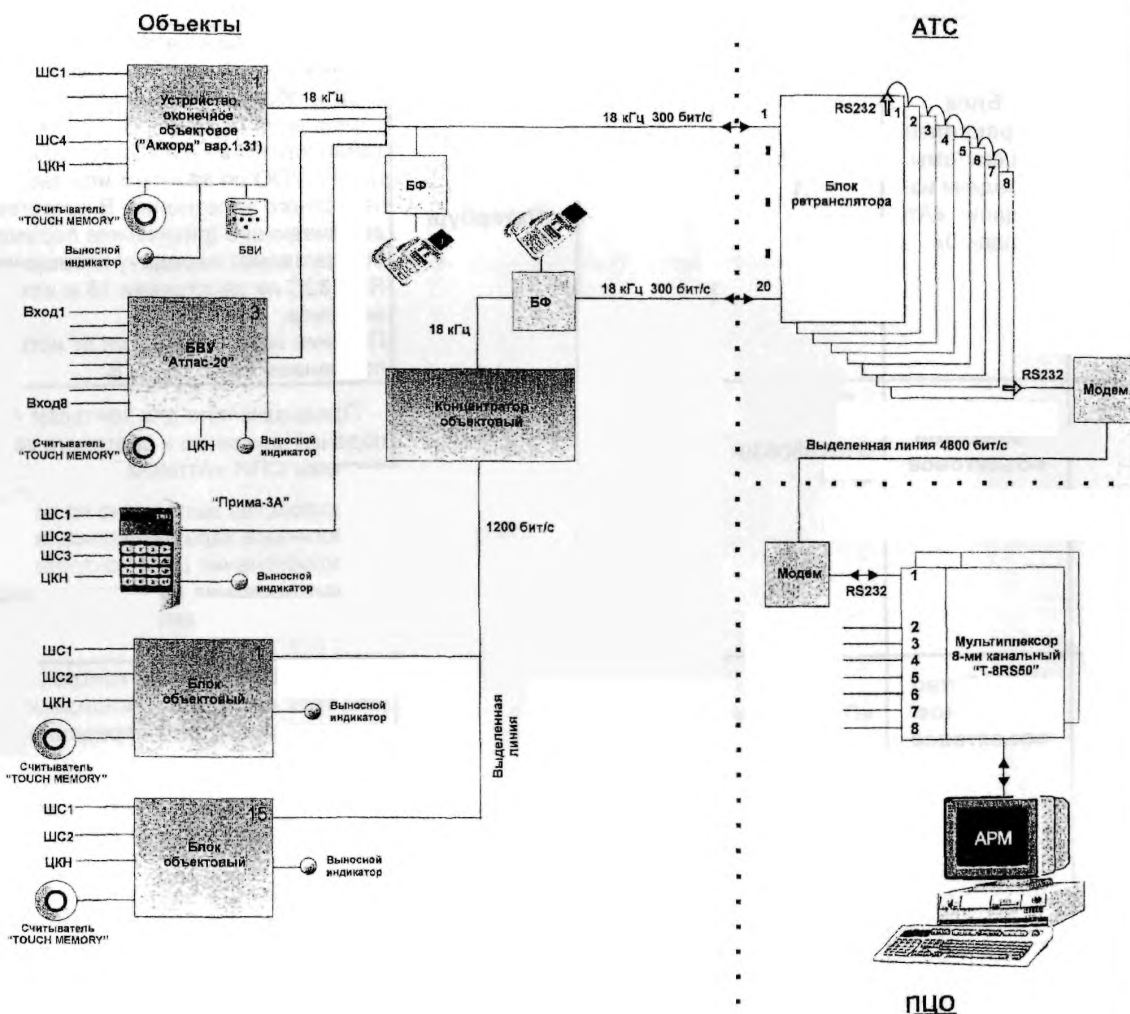 Объекты
АТС
ШС1
1
Устройство
оконечное
объектовое
("Аккорд" вар.1.31)
18 кГц
ШС4
ЦКН
Считыватель
"TOUCH MEMORY"
Выносной
индикатор
БВИ
БФ
18 кГц 300 бит/с
1
RS232
1
2
3
4
5
6
7
8
Блок
ретранслятора
БФ
18 кГц 300 бит/с
20
18 кГц
Вход1
3
БВУ
"Атлас-20"
Вход8
Считыватель
"TOUCH MEMORY"
ЦКН
Выносной
индикатор
Концентратор
объектовый
RS232
Модем
Выделенная линия 4800 бит/с
"Прима-3А"
ШС1
ШС2
ШС3
ЦКН
Выносной
индикатор
1200 бит/с
Модем
RS232
1
2
3
4
5
6
7
8
Мультиплексор
8-ми канальный
"T-8RS50"
ШС1
ШС2
ЦКН
1
Блок
объектовый
Выносной
индикатор
Считыватель
"TOUCH MEMORY"
Выделенная
линия
ШС1
ШС2
ЦКН
15
Блок
объектовый
Выносной
индикатор
Считыватель
"TOUCH MEMORY"
АРМ
ПЦО